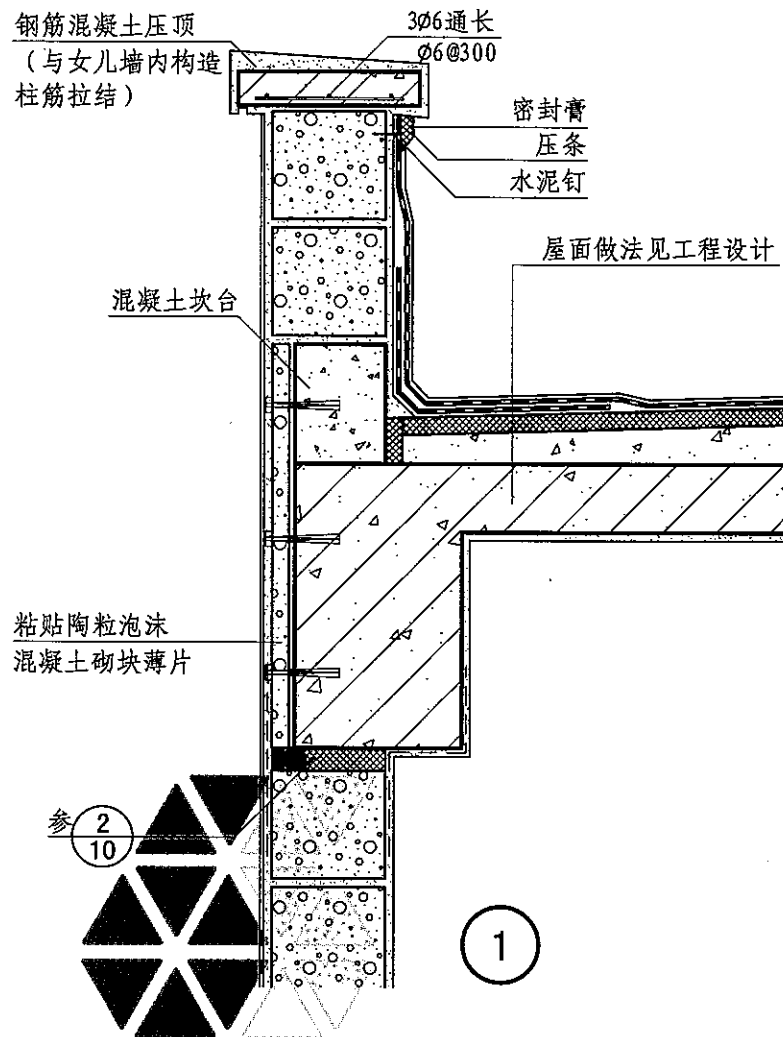 钢筋混凝土压顶
(与女儿墙内构造
柱筋拉结)
3Ø6通长
Ø6@300
密封膏
压条
水泥钉
屋面做法见工程设计
混凝土坎台
粘贴陶粒泡沫
混凝土砌块薄片
参 2
10
1